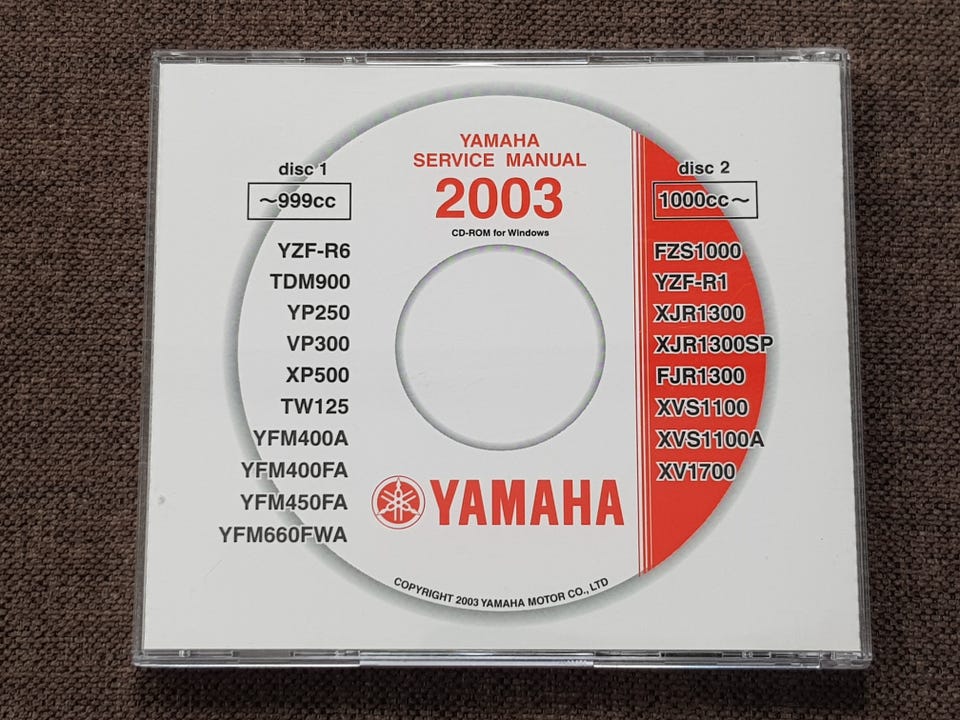 YAMAHA
SERVICE MANUAL
2003
CD-ROM for Windows
disc 1
~999cc
YZF-R6
TDM900
YP250
VP300
XP500
TW125
YFM400A
YFM400FA
YFM450FA
YFM660FWA
disc 2
1000cc~
FZS1000
YZF-R1
XJR1300
XJR1300SP
FJR1300
XVS1100
XVS1100A
XV1700
YAMAHA
COPYRIGHT 2003 YAMAHA MOTOR CO., LTD